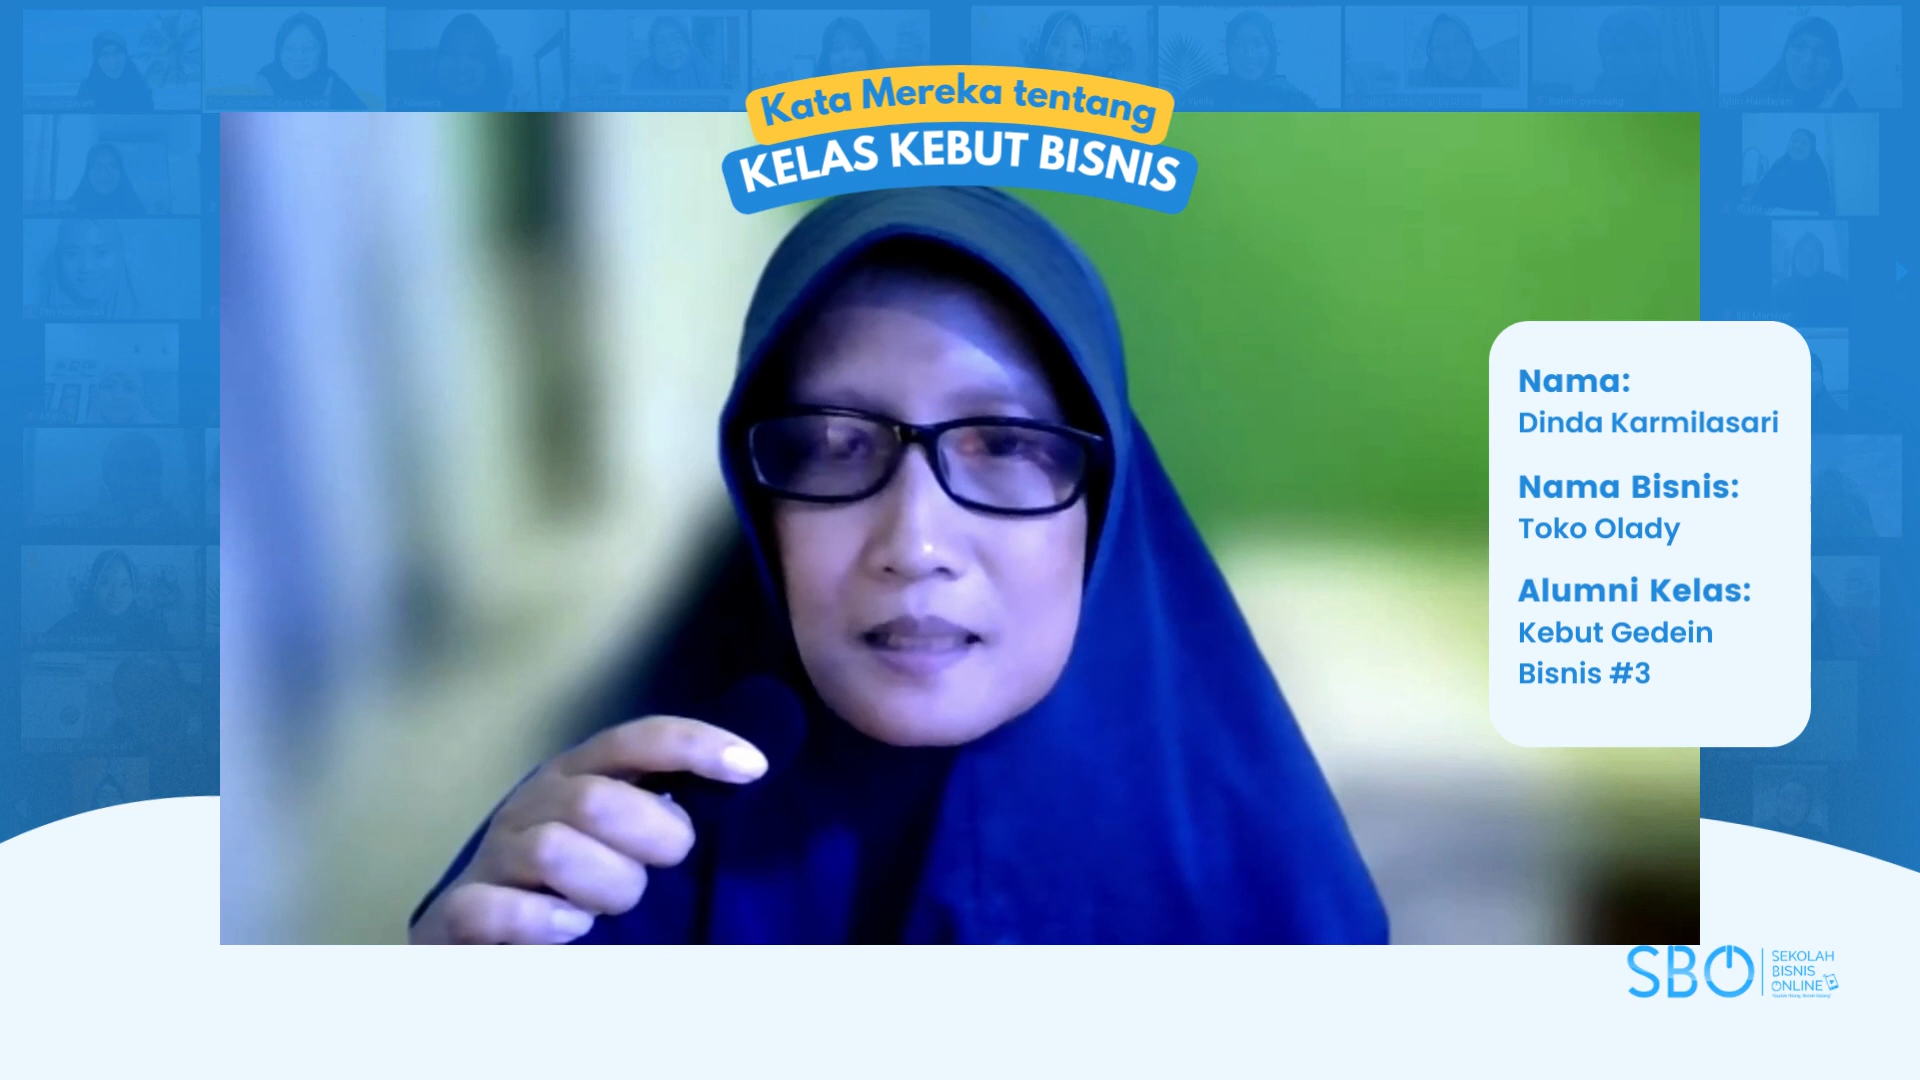 Kata Mereka tentang
KELAS KEBUT BISNIS
Nama:
Dinda Karmilasari
Nama Bisnis:
Toko Olady
Alumni Kelas:
Kebut Gedein
Bisnis #3
SBO
SEKOLAH
BISNIS
ONLINE